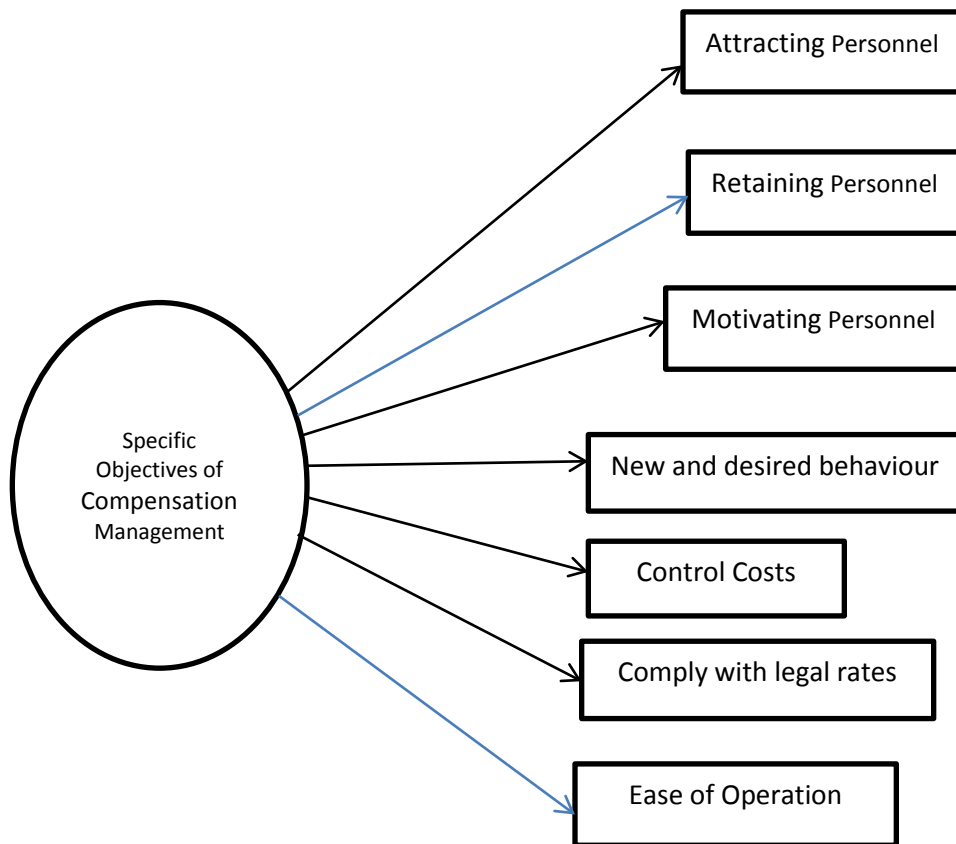 Attracting Personnel
Retaining Personnel
Motivating Personnel
Specific
Objectives of
Compensation
Management
New and desired behaviour
Control Costs
Comply with legal rates
Ease of Operation